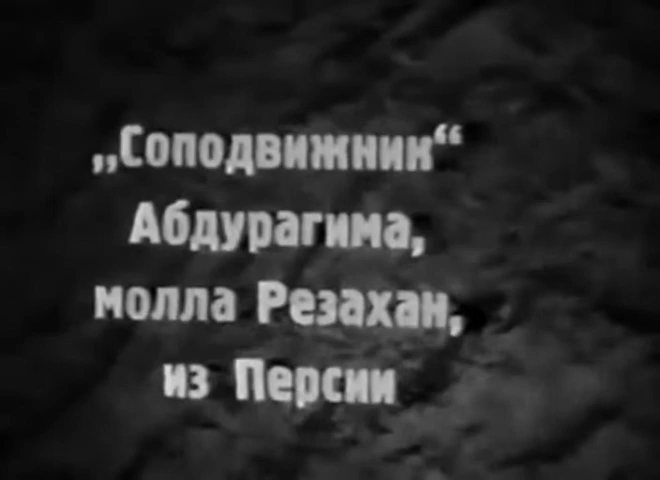 „Соподвижник“
Абдурагима,
молла Резахан,
из Персии